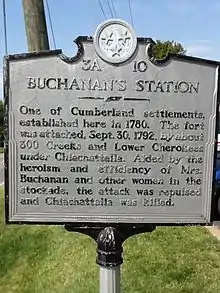 3A 10
BUCHANAN'S STATION
One of Cumberland settlements,
established here in 1780. The fort
was attacked, Sept. 30, 1792, by about
300 Creeks and Lower Cherokees
under Chiachattalla. Aided by the
heroism and efficiency of Mrs.
Buchanan and other women in the
stockade, the attack was repulsed
and Chiachattalla was killed.